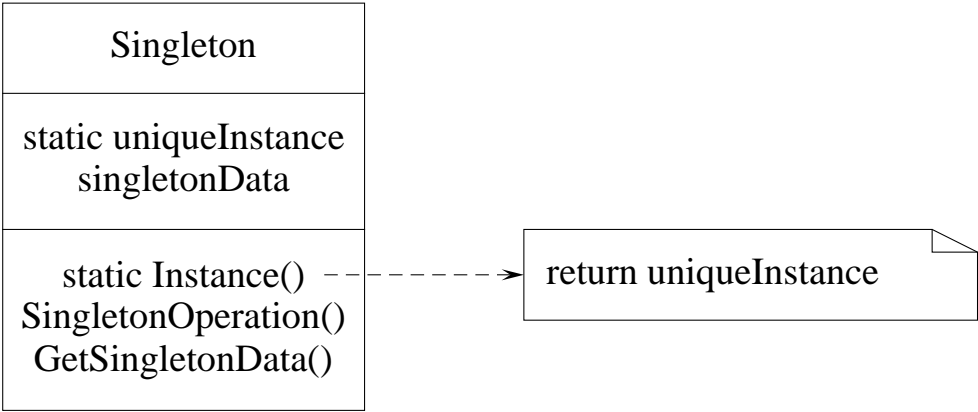 Singleton
static uniqueInstance
singletonData
static Instance()
SingletonOperation()
GetSingletonData()
return uniqueInstance